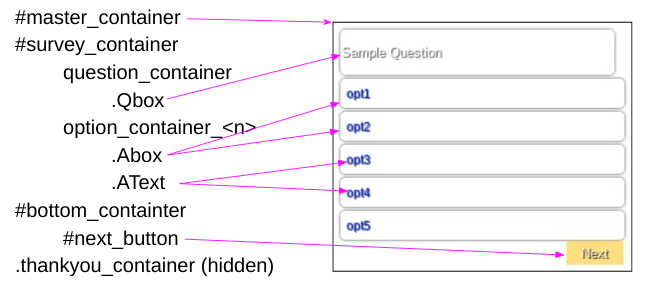 #master_container
#survey_container
question_container
.Qbox
option_container_<n>
.Abox
.AText
#bottom_containter
#next_button
.thankyou_container (hidden)
Sample Question
opt1
opt2
opt3
opt4
opt5
Next